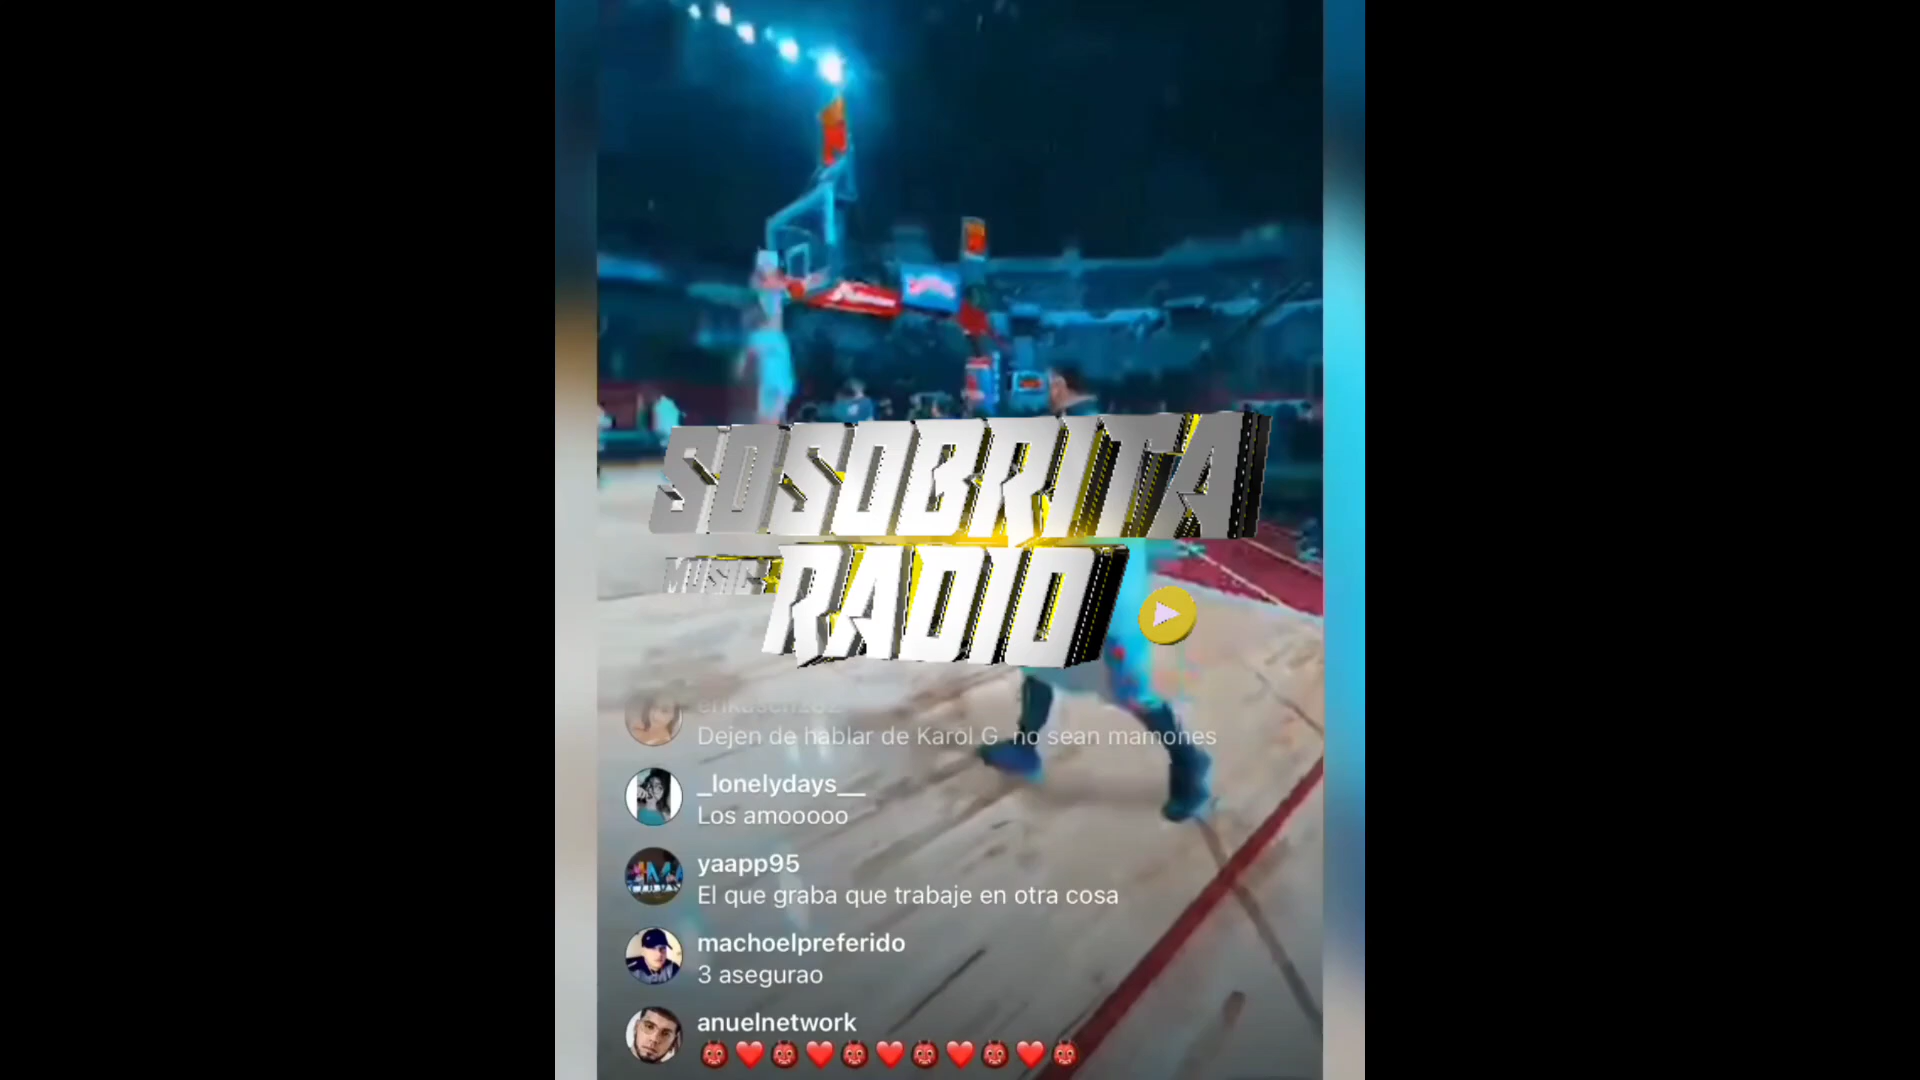 SOSOBRITA
MUSIC
RADIO
Dejen de hablar de Karol G no sean mamones
_lonelydays__
Los amooooo
yaapp95
El que graba que trabaje en otra cosa
machoelpreferido
3 asegurao
anuelnetwork
👹❤️👹❤️👹❤️👹❤️👹❤️👹